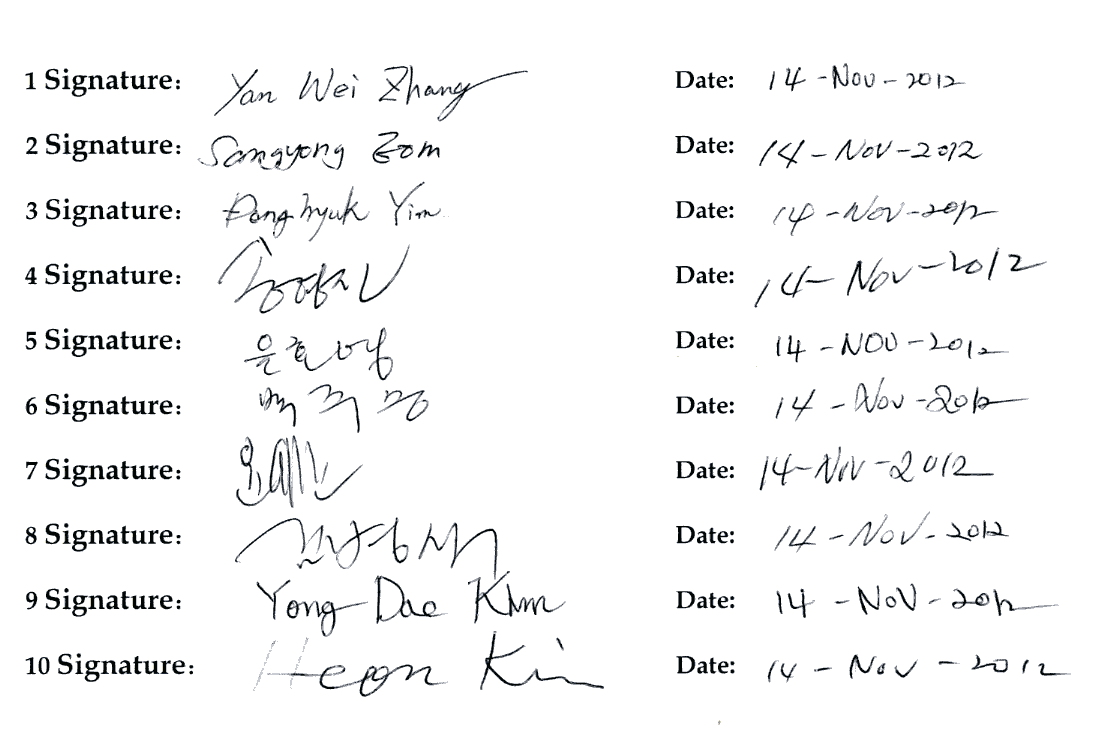 1 Signature: Yan Wei Zhang Date: 14-Nov-2012
2 Signature: Sangyong Eom Date: 14-Nov-2012
3 Signature: Donghyuk Yim Date: 14-Nov-2012
4 Signature: Date: 14-Nov-2012
5 Signature: Date: 14-NOV-2012
6 Signature: Date: 14-Nov-2012
7 Signature: Date: 14-Nov-2012
8 Signature: Date: 14-Nov-2012
9 Signature: Yong-Dae Kim Date: 14-NoV-2012
10 Signature: Heon Kim Date: 14-Nov-2012